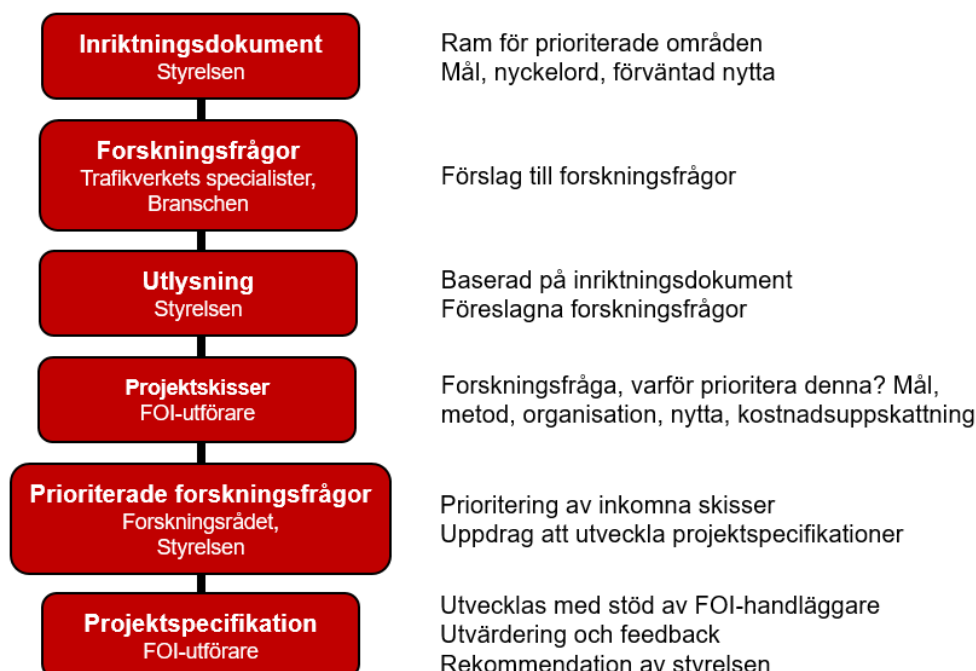 Inriktningsdokument
Styrelsen
Ram för prioriterade områden
Mål, nyckelord, förväntad nytta
Forskningsfrågor
Trafikverkets specialister,
Branschen
Förslag till forskningsfrågor
Utlysning
Styrelsen
Baserad på inriktningsdokument
Föreslagna forskningsfrågor
Projektskisser
FOI-utförare
Forskningsfråga, varför prioritera denna? Mål,
metod, organisation, nytta, kostnadsuppskattning
Prioriterade forskningsfrågor
Forskningsrådet,
Styrelsen
Prioritering av inkomna skisser
Uppdrag att utveckla projektspecifikationer
Projektspecifikation
FOI-utförare
Utvecklas med stöd av FOI-handläggare
Utvärdering och feedback
Rekommendation av styrelsen